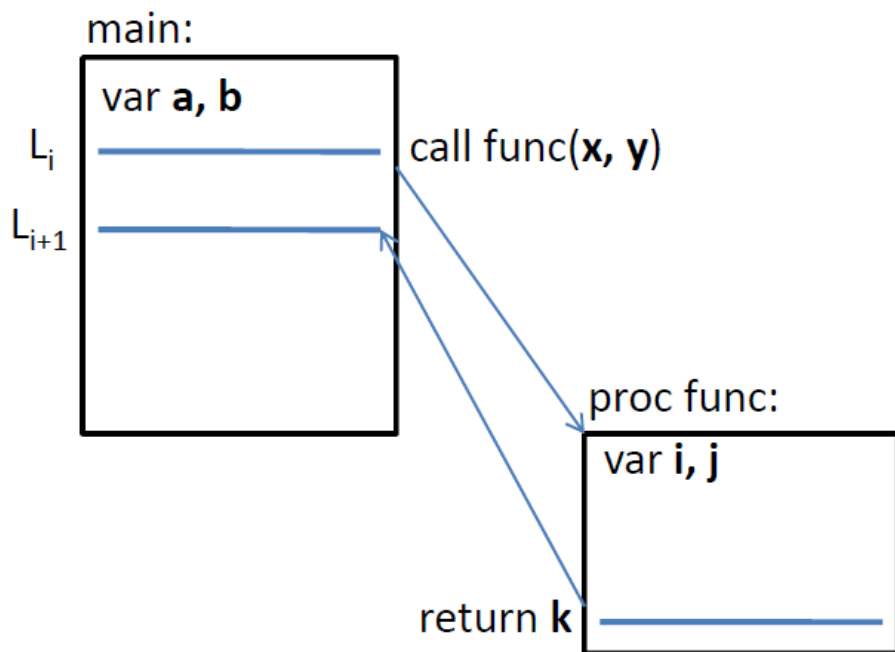 main:
var a, b
Lᵢ
call func(x, y)
Lᵢ₊₁
proc func:
var i, j
return k